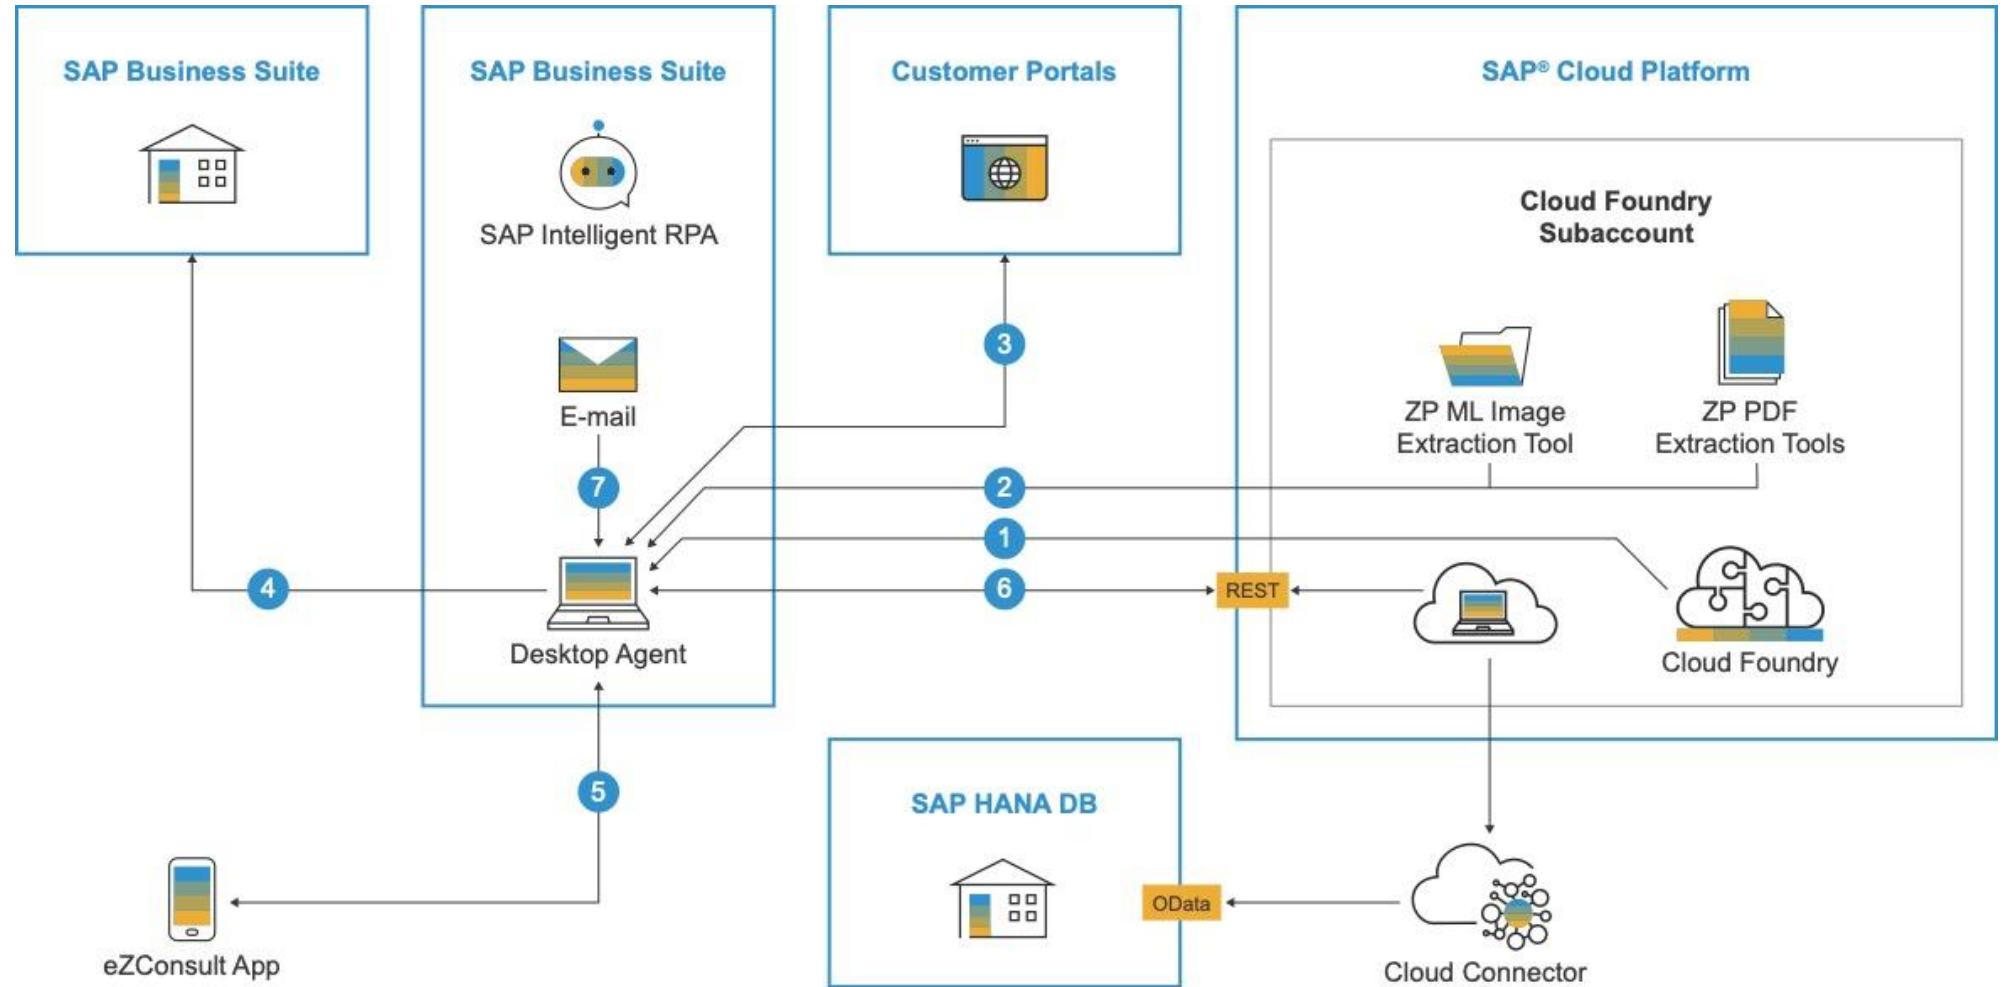 SAP Business Suite
SAP Business Suite
SAP Intelligent RPA
E-mail
7
Desktop Agent
Customer Portals
3
2
1
6
4
5
eZConsult App
SAP® Cloud Platform
Cloud Foundry
Subaccount
ZP ML Image
Extraction Tool
ZP PDF
Extraction Tools
REST
Cloud Foundry
SAP HANA DB
OData
Cloud Connector